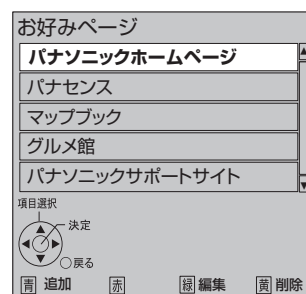 お好みページ
パナソニックホームページ
パナセンス
マップブック
グルメ館
パナソニックサポートサイト
項目選択
決定
戻る
青 追加 赤 緑 編集 黄 削除